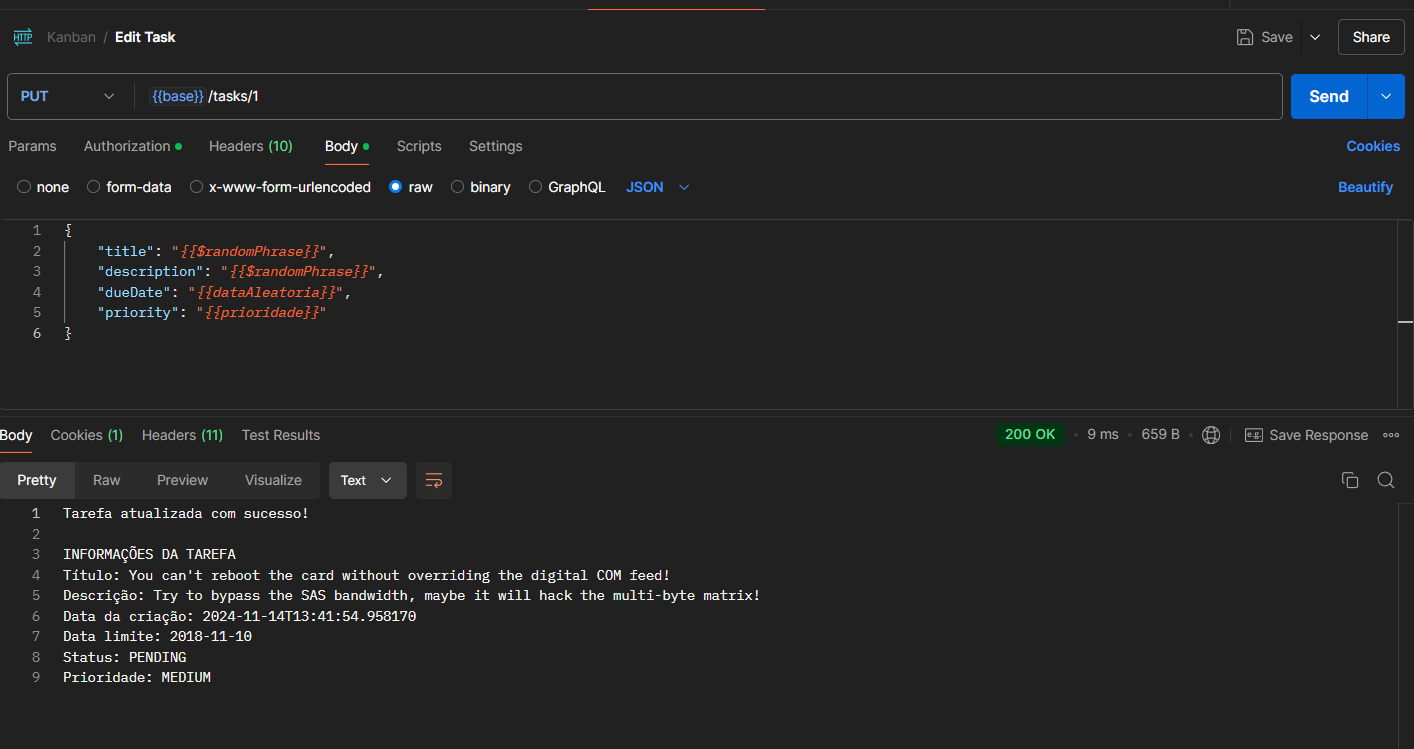 HTTP Kanban / Edit Task Save Share
PUT {{base}} /tasks/1 Send
Params Authorization Headers (10) Body Scripts Settings Cookies
none form-data x-www-form-urlencoded raw binary GraphQL JSON Beautify
1 {
2 "title": "{{$randomPhrase}}",
3 "description": "{{$randomPhrase}}",
4 "dueDate": "{{dataAleatoria}}",
5 "priority": "{{prioridade}}"
6 }
Body Cookies (1) Headers (11) Test Results 200 OK • 9 ms • 659 B • e.g. Save Response
Pretty Raw Preview Visualize Text
1 Tarefa atualizada com sucesso!
2
3 INFORMAÇÕES DA TAREFA
4 Título: You can't reboot the card without overriding the digital COM feed!
5 Descrição: Try to bypass the SAS bandwidth, maybe it will hack the multi-byte matrix!
6 Data da criação: 2024-11-14T13:41:54.958170
7 Data limite: 2018-11-10
8 Status: PENDING
9 Prioridade: MEDIUM